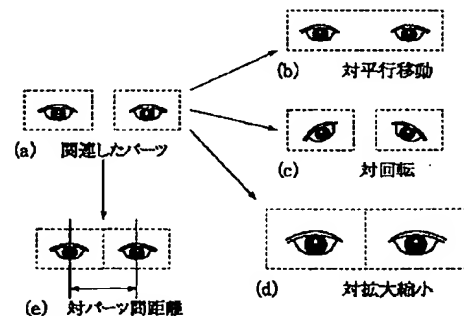 (b) 対平行移動
(a) 関連したパーツ
(c) 対回転
(d) 対拡大縮小
(e) 対パーツ間距離